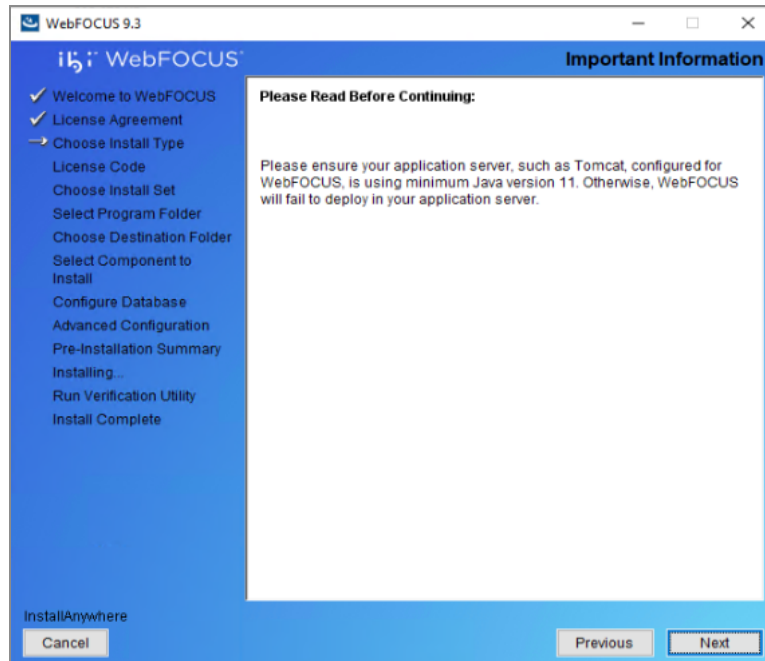 WebFOCUS 9.3
ibi WebFOCUS
Important Information
Welcome to WebFOCUS
License Agreement
Choose Install Type
License Code
Choose Install Set
Select Program Folder
Choose Destination Folder
Select Component to
Install
Configure Database
Advanced Configuration
Pre-Installation Summary
Installing...
Run Verification Utility
Install Complete
Please Read Before Continuing:
Please ensure your application server, such as Tomcat, configured for
WebFOCUS, is using minimum Java version 11. Otherwise, WebFOCUS
will fail to deploy in your application server.
InstallAnywhere
Cancel
Previous
Next